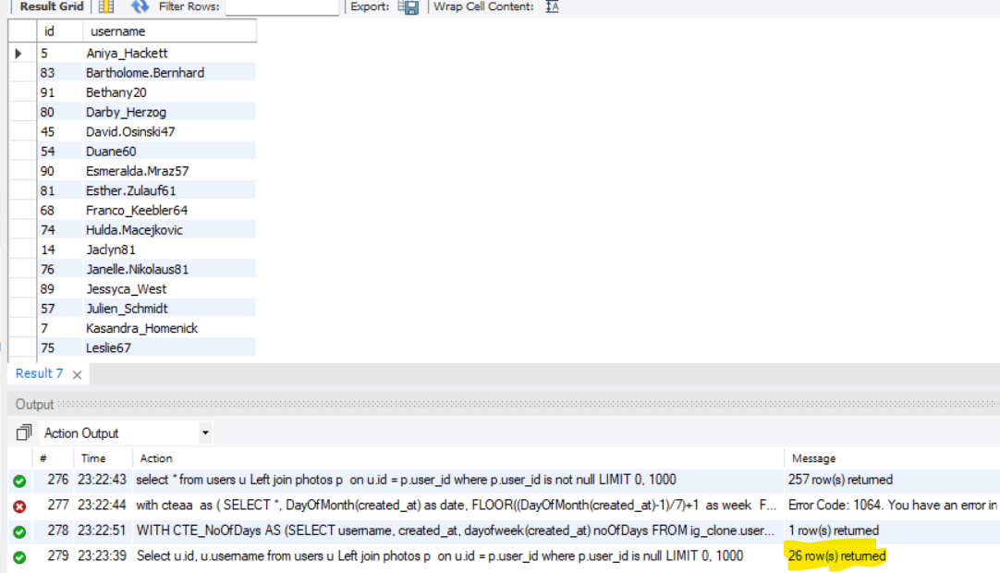 Result Grid Filter Rows: Export: Wrap Cell Content:
id username
5 Aniya_Hackett
83 Bartholome.Bernhard
91 Bethany20
80 Darby_Herzog
45 David.Osinski47
54 Duane60
90 Esmeralda.Mraz57
81 Esther.Zulauf61
68 Franco_Keebler64
74 Hulda.Macejkovic
14 Jaclyn81
76 Janelle.Nikolaus81
89 Jessyca_West
57 Julien_Schmidt
7 Kasandra_Homenick
75 Leslie67
Result 7
Output
Action Output
# Time Action Message
276 23:22:43 select * from users u Left join photos p on u.id = p.user_id where p.user_id is not null LIMIT 0, 1000 257 row(s) returned
277 23:22:44 with cteaa as ( SELECT *, DayOfMonth(created_at) as date, FLOOR((DayOfMonth(created_at)-1)/7)+1 as week F... Error Code: 1064. You have an error in
278 23:22:51 WITH CTE_NoOfDays AS (SELECT username, created_at, dayofweek(created_at) noOfDays FROM ig_clone.user... 1 row(s) returned
279 23:23:39 Select u.id, u.username from users u Left join photos p on u.id = p.user_id where p.user_id is null LIMIT 0, 1000 26 row(s) returned